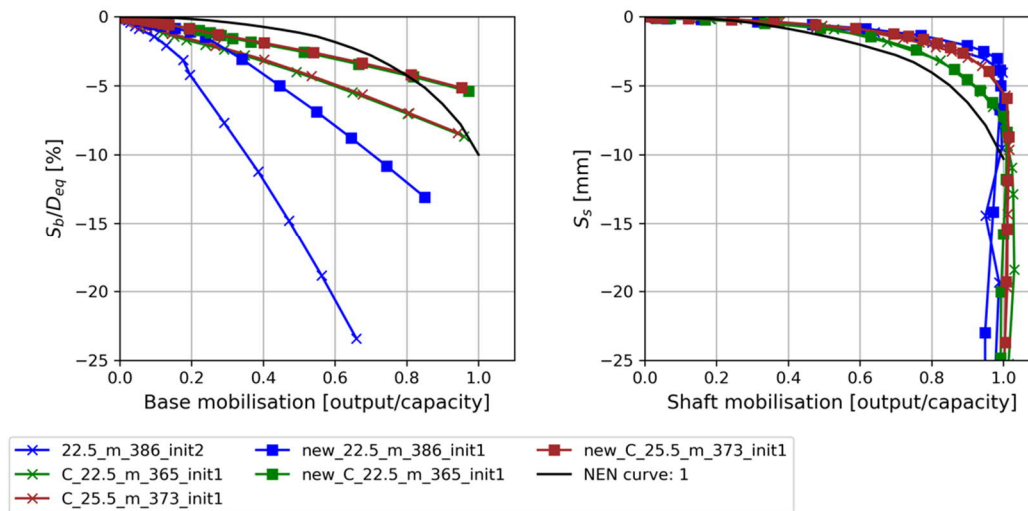 0
−5
−10
−15
−20
−25
S_b/D_eq [%]
0.0 0.2 0.4 0.6 0.8 1.0
Base mobilisation [output/capacity]
0
−5
−10
−15
−20
−25
S_s [mm]
0.0 0.2 0.4 0.6 0.8 1.0
Shaft mobilisation [output/capacity]
22.5_m_386_init2 new_22.5_m_386_init1 new_C_25.5_m_373_init1
C_22.5_m_365_init1 new_C_22.5_m_365_init1 NEN curve: 1
C_25.5_m_373_init1